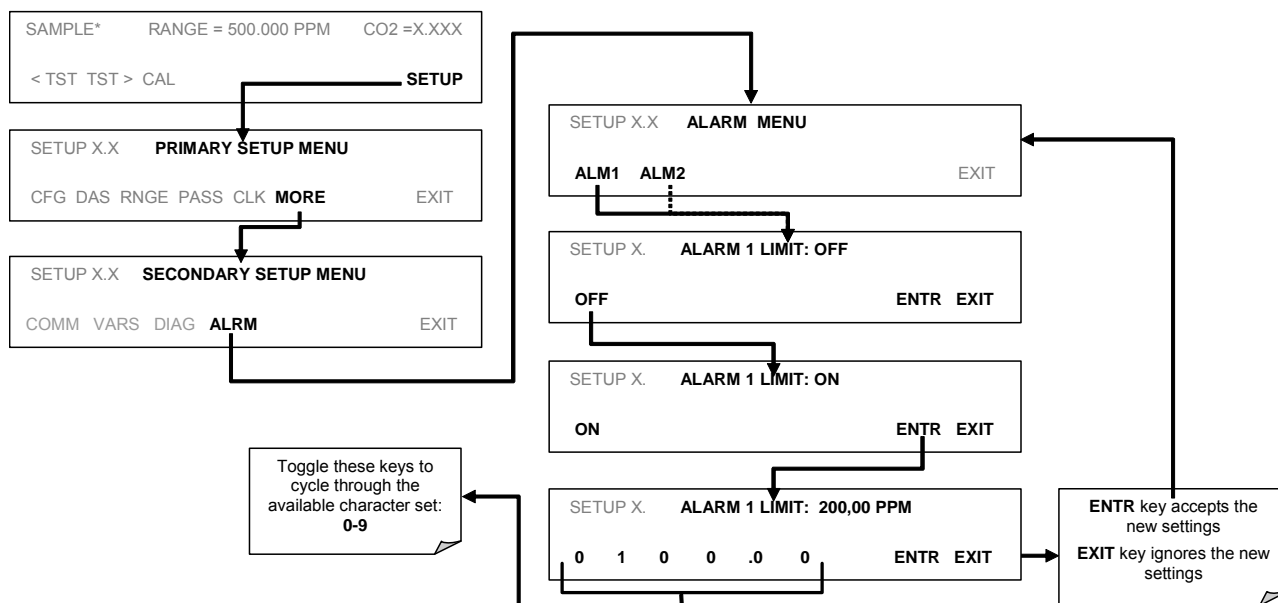 SAMPLE* RANGE = 500.000 PPM CO2 =X.XXX
< TST TST > CAL SETUP
SETUP X.X PRIMARY SETUP MENU
CFG DAS RNGE PASS CLK MORE EXIT
SETUP X.X SECONDARY SETUP MENU
COMM VARS DIAG ALRM EXIT
SETUP X.X ALARM MENU
ALM1 ALM2 EXIT
SETUP X. ALARM 1 LIMIT: OFF
OFF ENTR EXIT
SETUP X. ALARM 1 LIMIT: ON
ON ENTR EXIT
Toggle these keys to
cycle through the
available character set:
0-9
SETUP X. ALARM 1 LIMIT: 200,00 PPM
0 1 0 0 .0 0 ENTR EXIT
ENTR key accepts the
new settings
EXIT key ignores the new
settings